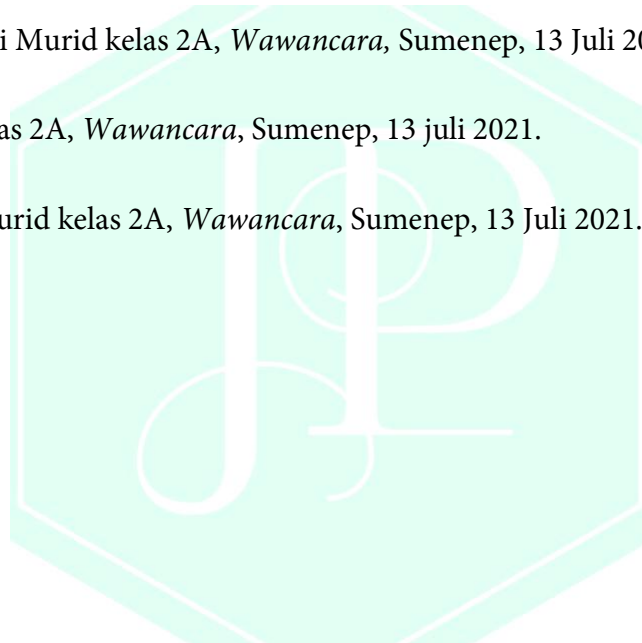 i Murid kelas 2A, Wawancara, Sumenep, 13 Juli 20
as 2A, Wawancara, Sumenep, 13 juli 2021.
urid kelas 2A, Wawancara, Sumenep, 13 Juli 2021.
JP